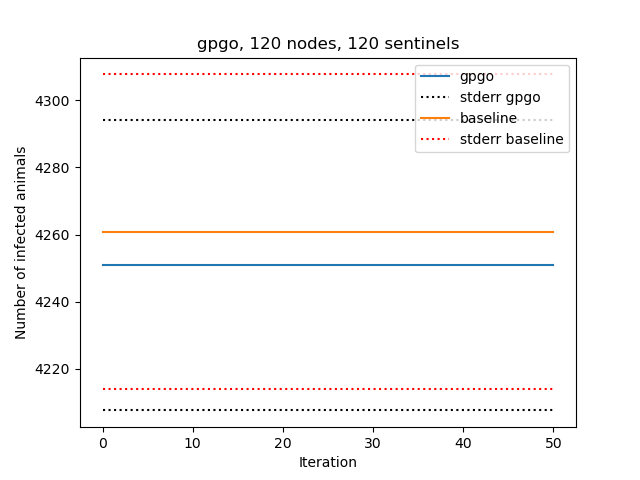 gpgo, 120 nodes, 120 sentinels
gpgo
stderr gpgo
baseline
stderr baseline
4300
4280
4260
4240
4220
Number of infected animals
0 10 20 30 40 50
Iteration